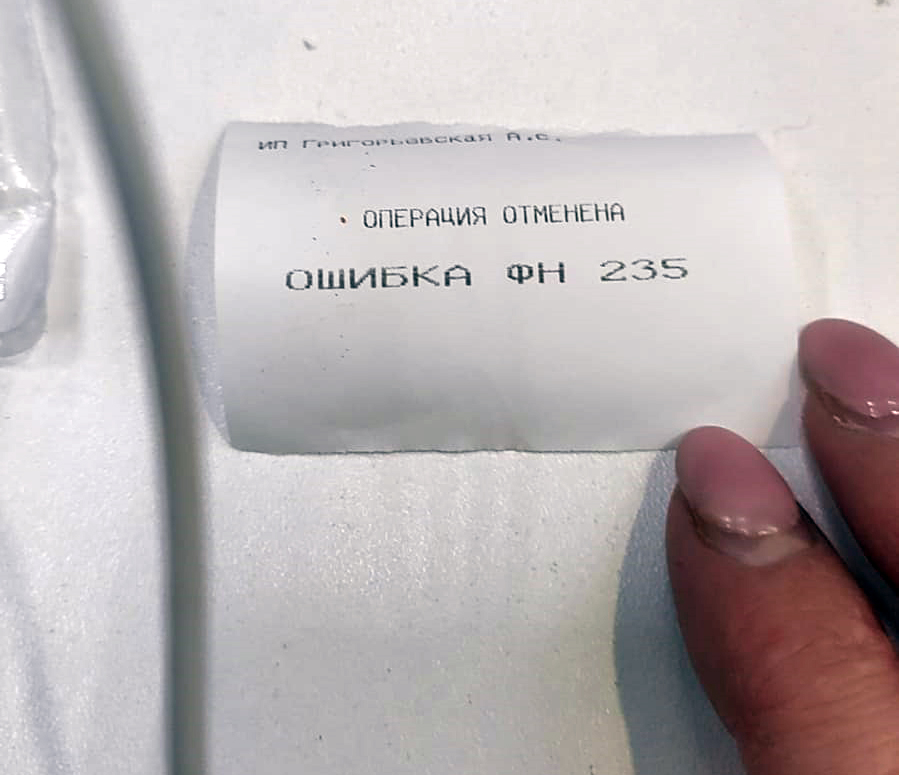 ИП Григорьевская А.С.
ОПЕРАЦИЯ ОТМЕНЕНА
ОШИБКА ФН 235